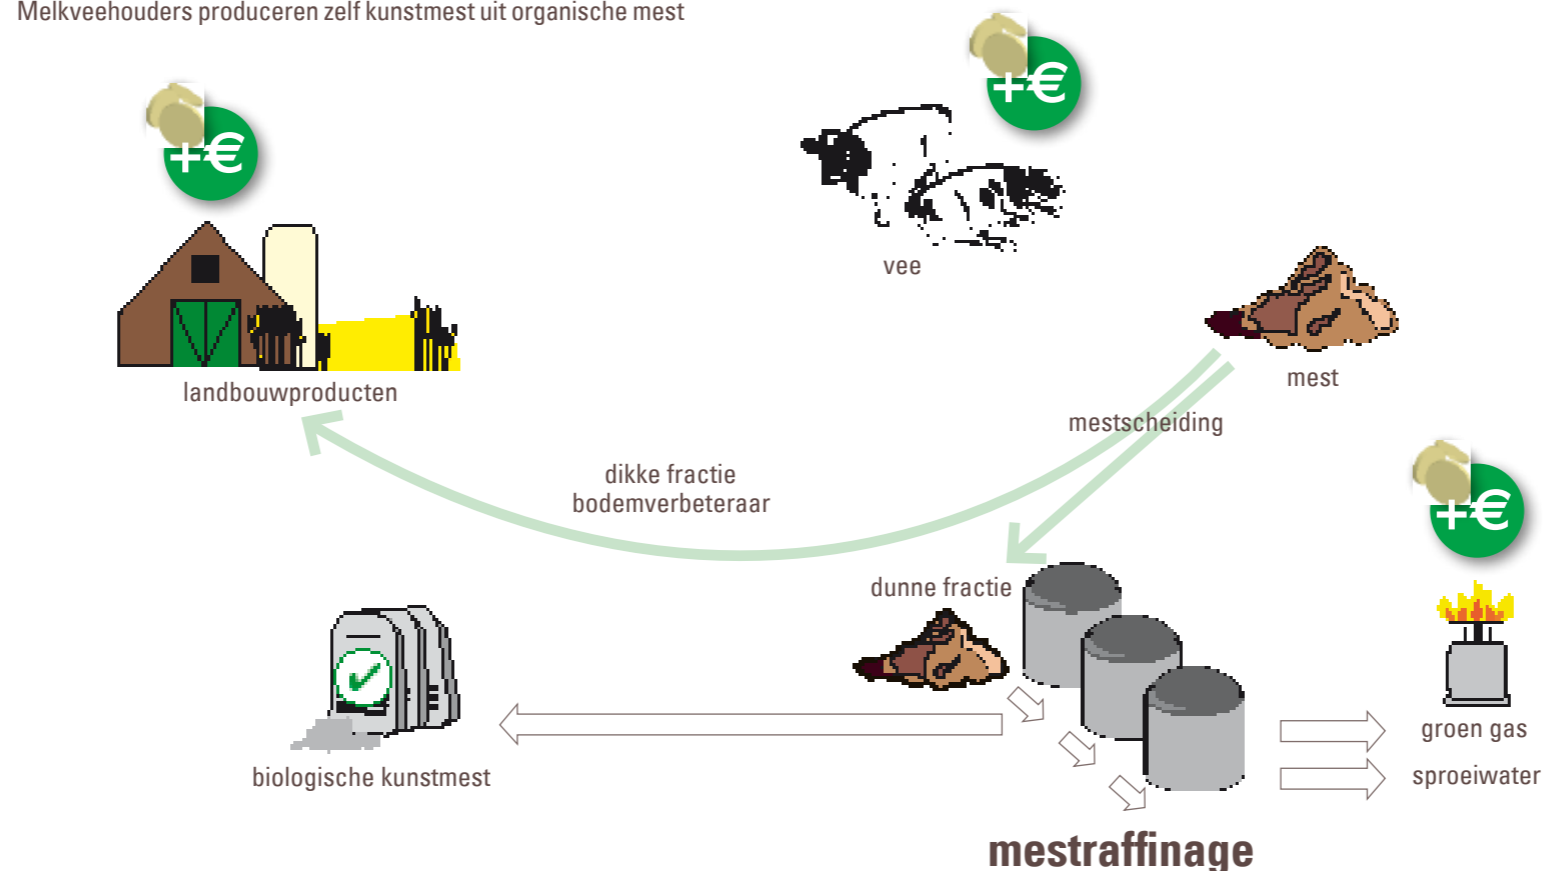 Melkveehouders produceren zelf kunstmest uit organische mest
+€
+€
vee
landbouwproducten
mest
mestscheiding
dikke fractie
bodemverbeteraar
+€
dunne fractie
groen gas
biologische kunstmest
sproeiwater
mestraffinage